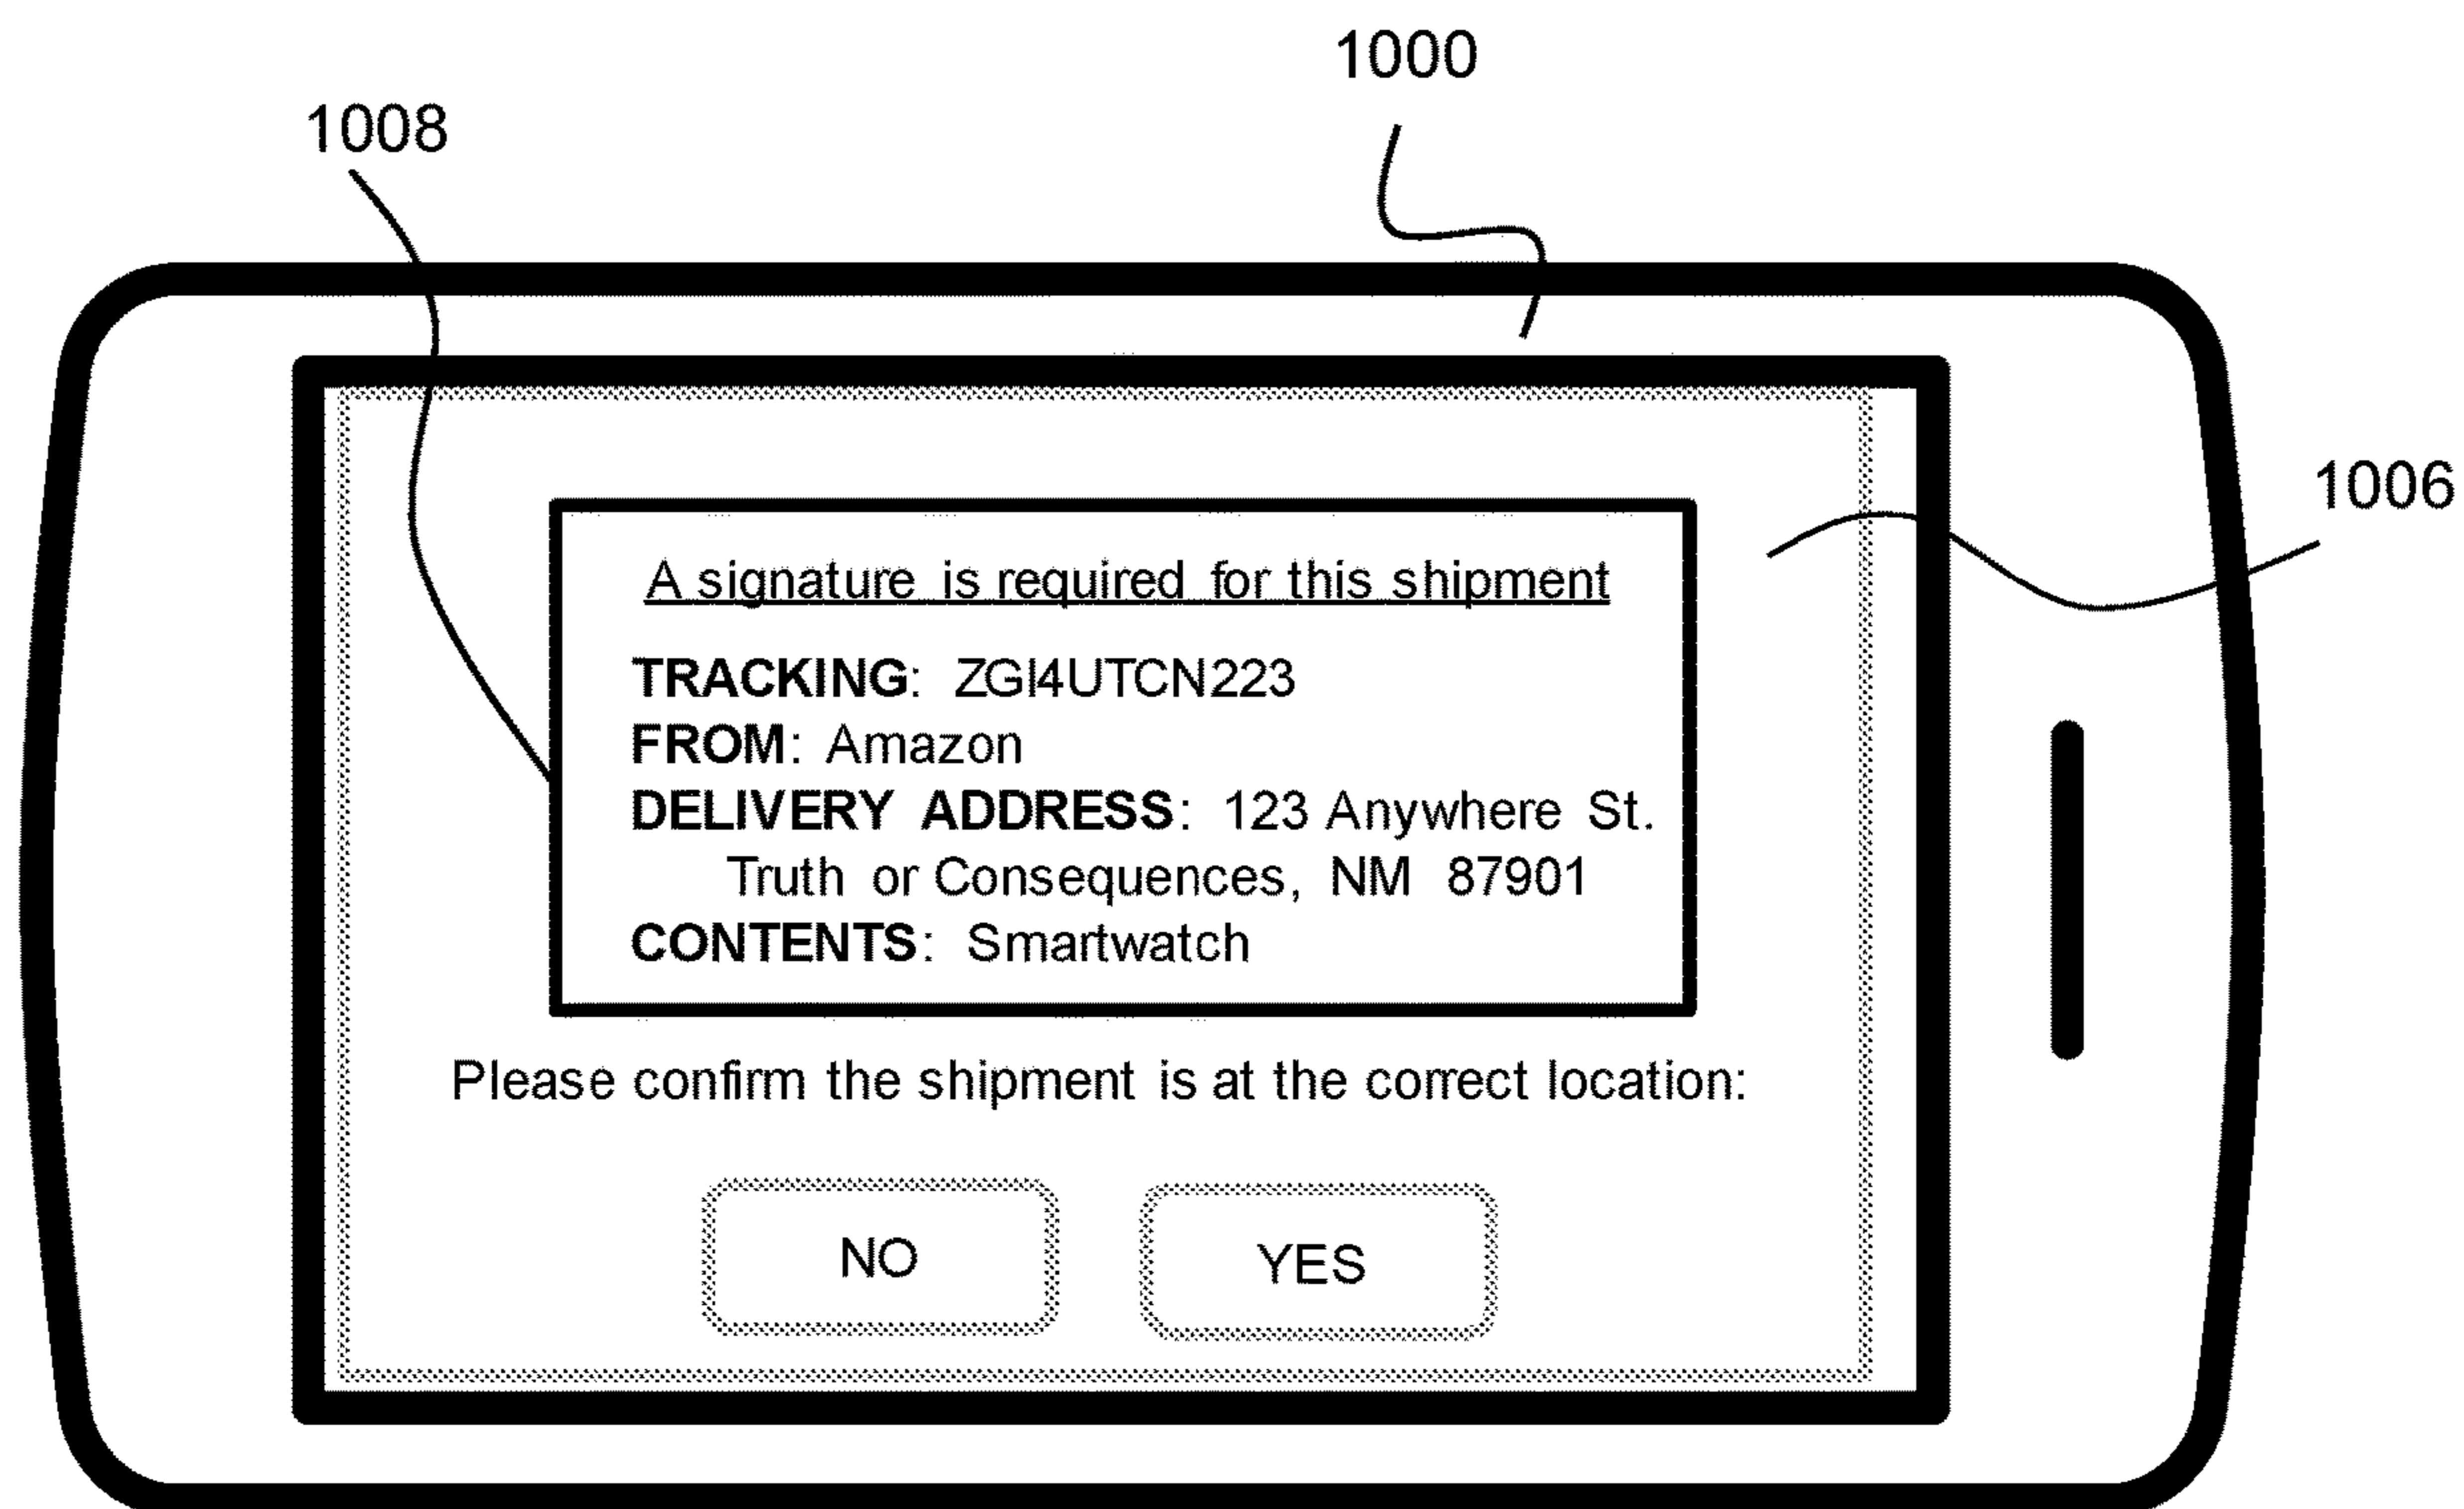 1000
1008
1006
A signature is required for this shipment
TRACKING: ZGI4UTCN223
FROM: Amazon
DELIVERY ADDRESS: 123 Anywhere St.
Truth or Consequences, NM 87901
CONTENTS: Smartwatch
Please confirm the shipment is at the correct location:
NO YES